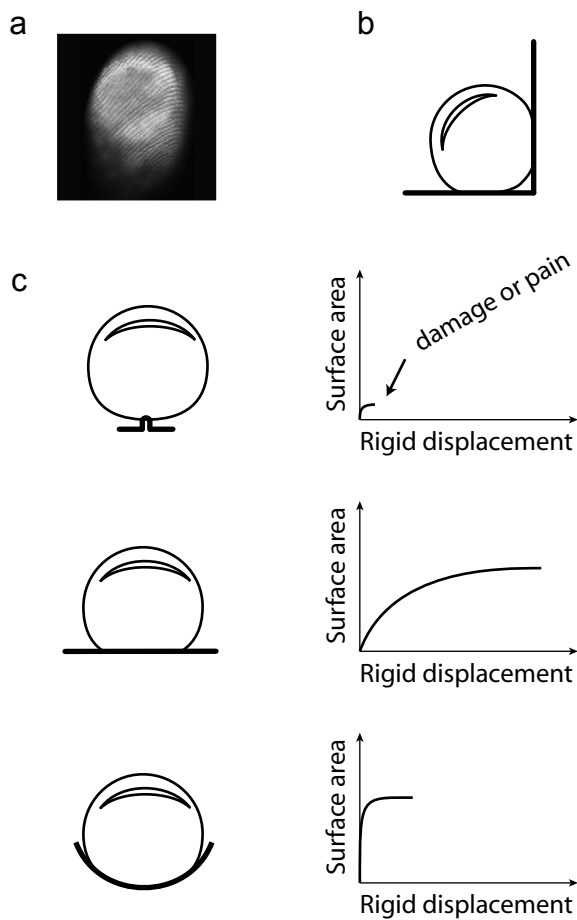 a
b
c
damage or pain
Surface area
Rigid displacement
Surface area
Rigid displacement
Surface area
Rigid displacement